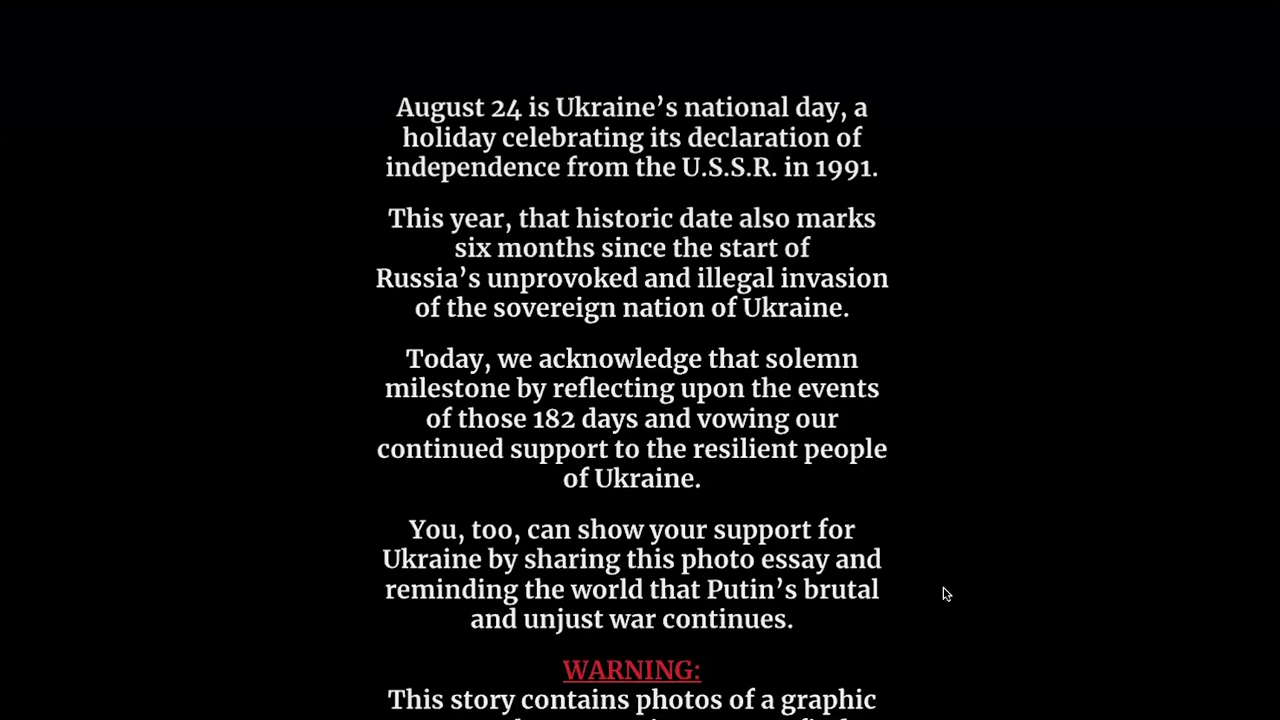 August 24 is Ukraine’s national day, a
holiday celebrating its declaration of
independence from the U.S.S.R. in 1991.
This year, that historic date also marks
six months since the start of
Russia’s unprovoked and illegal invasion
of the sovereign nation of Ukraine.
Today, we acknowledge that solemn
milestone by reflecting upon the events
of those 182 days and vowing our
continued support to the resilient people
of Ukraine.
You, too, can show your support for
Ukraine by sharing this photo essay and
reminding the world that Putin’s brutal
and unjust war continues.
WARNING:
This story contains photos of a graphic